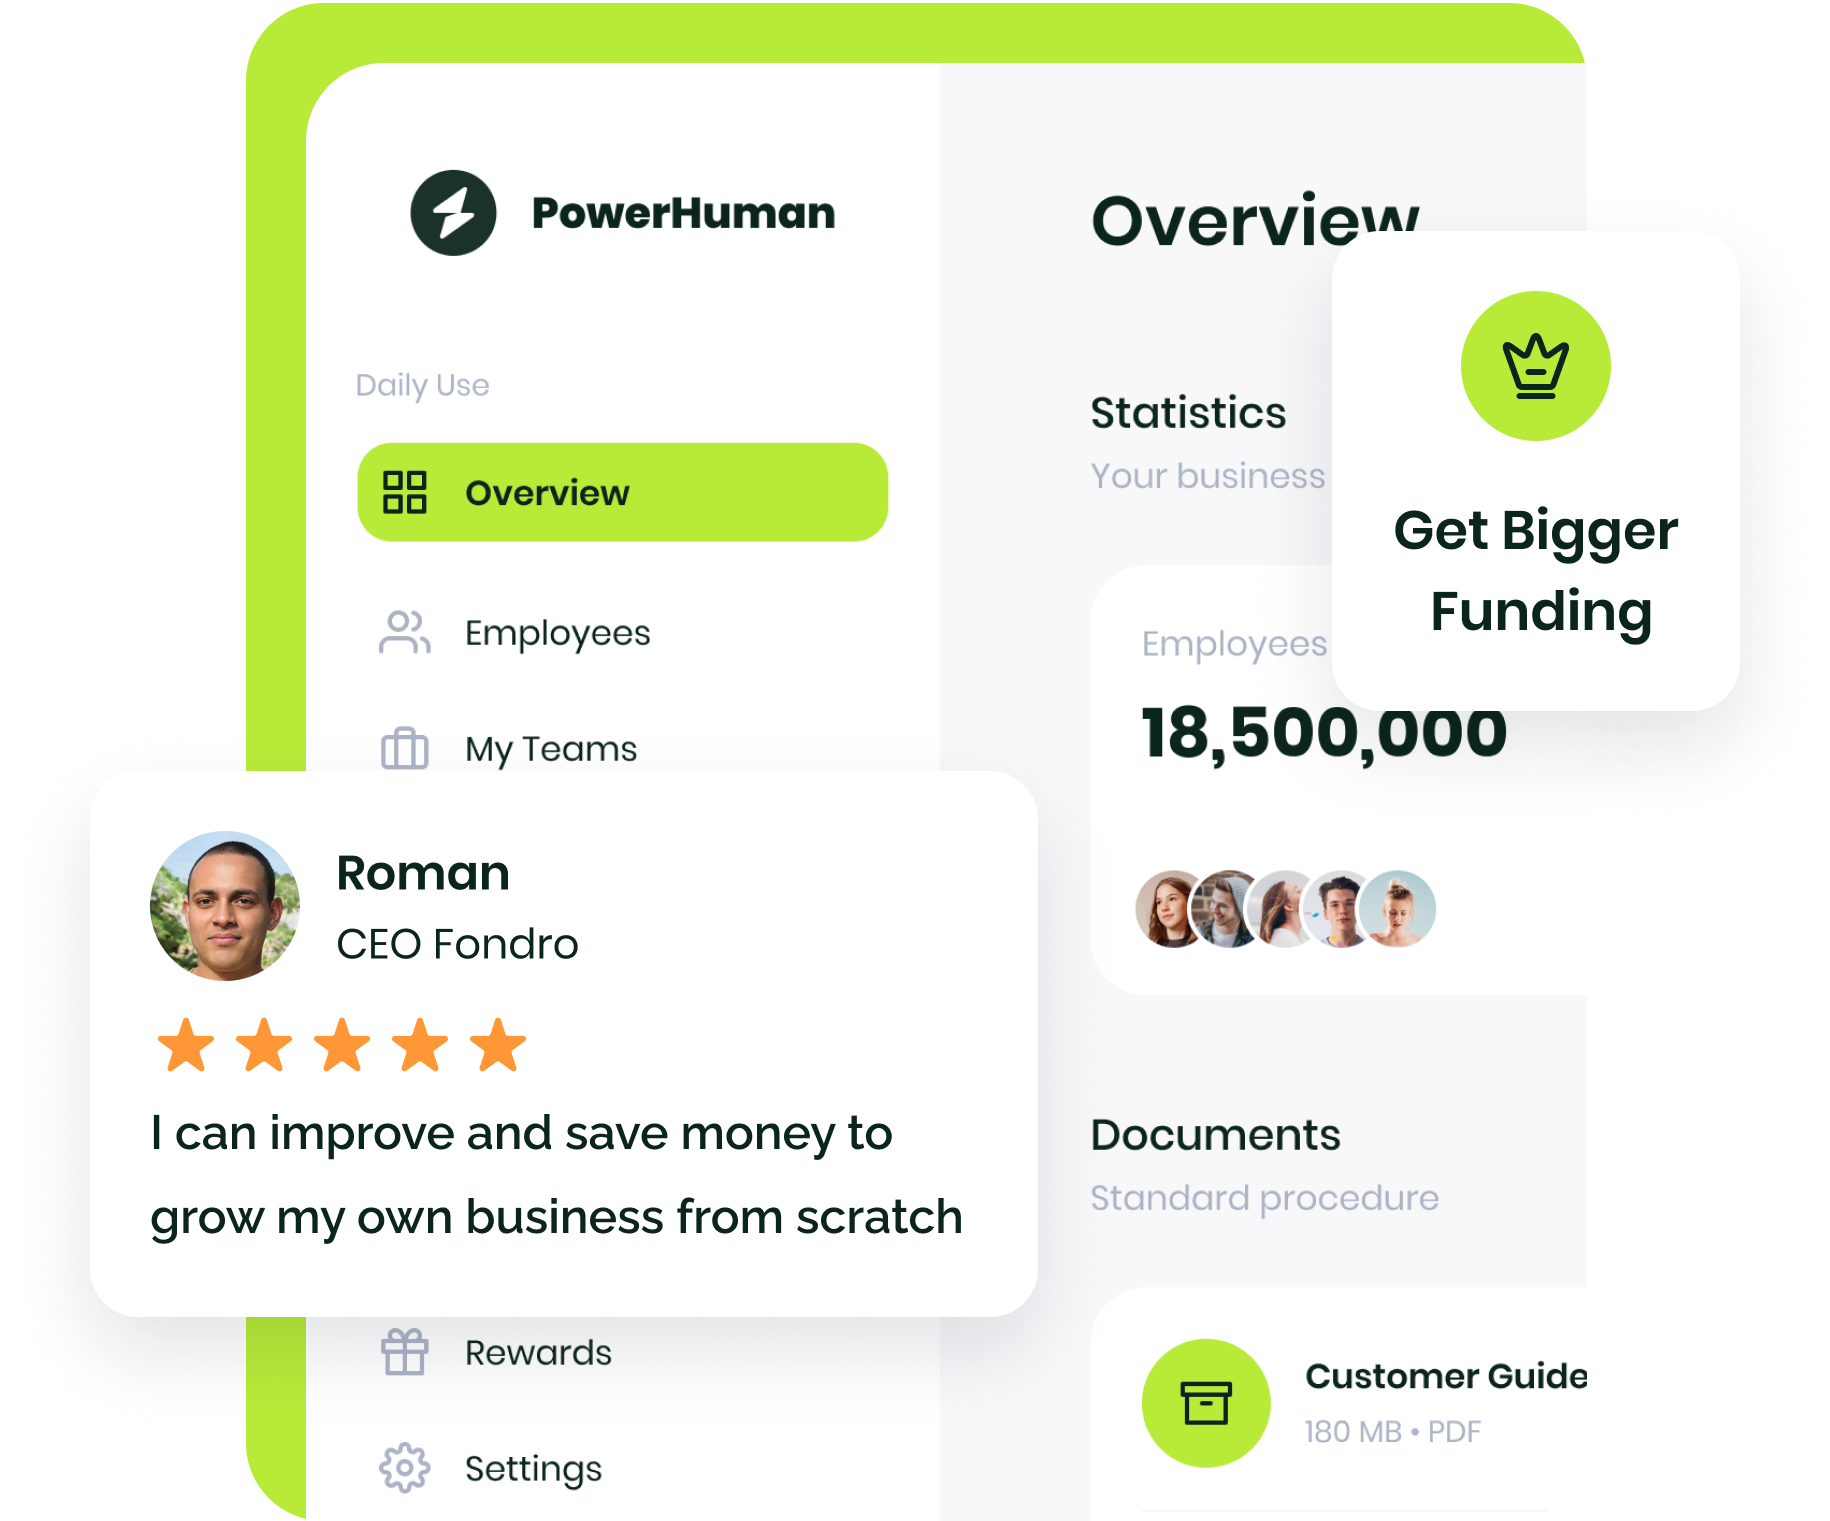 PowerHuman
Daily Use
Overview
Employees
My Teams
Rewards
Settings
Overview
Statistics
Your business
Employees
18,500,000
Documents
Standard procedure
Customer Guide
180 MB • PDF
Get Bigger
Funding
Roman
CEO Fondro
I can improve and save money to
grow my own business from scratch